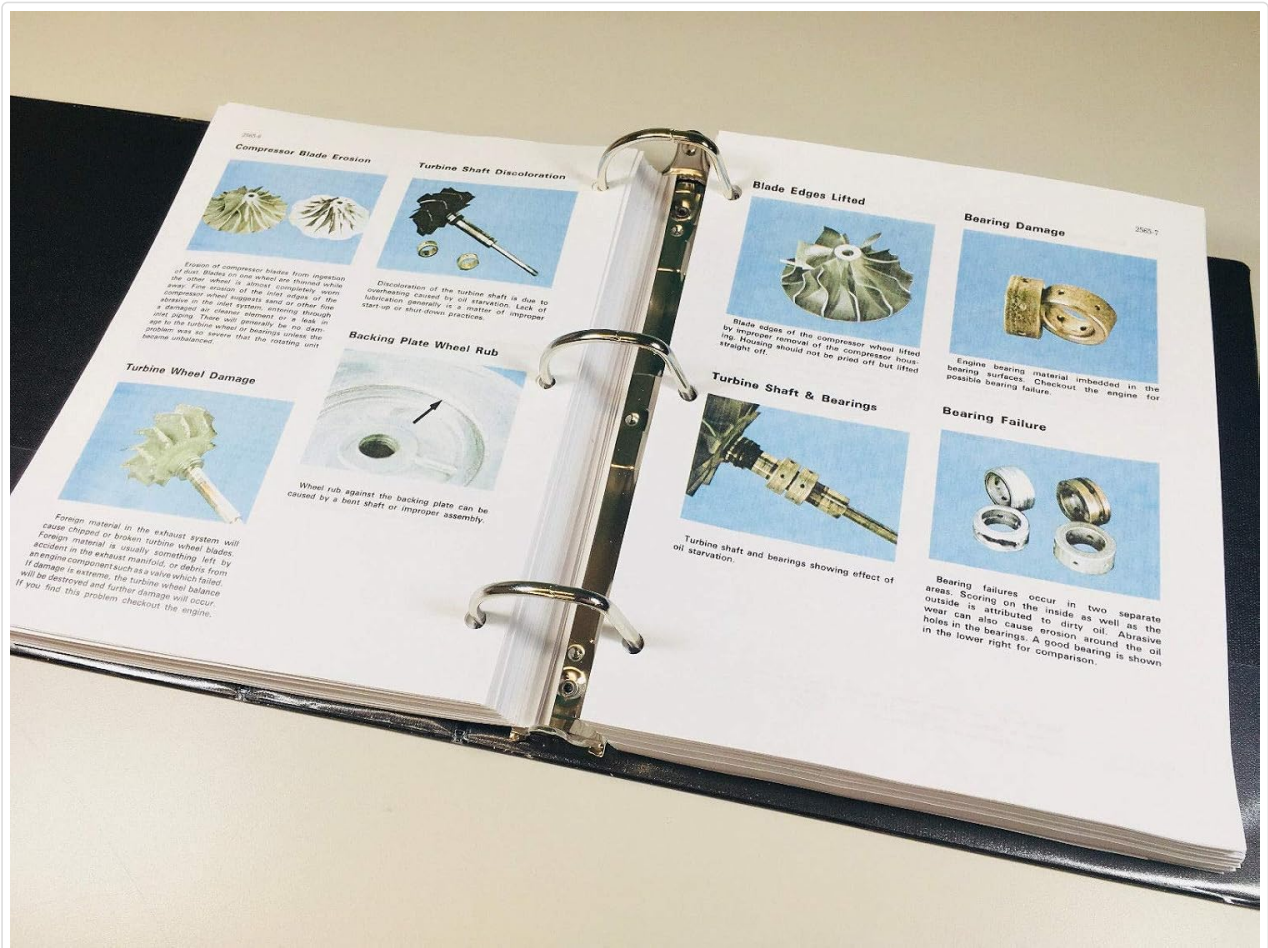 2565-6
Compressor Blade Erosion
Erosion of compressor blades from ingestion
of dust. Blades on one wheel are thinned while
the other wheel is almost completely worn
away. Fine erosion of the inlet edges of the
compressor wheel suggests sand or other fine
abrasive in the inlet system, entering through
a damaged air cleaner element or a leak in
inlet piping. There will generally be no dam-
age to the turbine wheel or bearings unless the
problem was so severe that the rotating unit
became unbalanced.
Turbine Wheel Damage
Foreign material in the exhaust system will
cause chipped or broken turbine wheel blades.
Foreign material is usually something left by
accident in the exhaust manifold, or debris from
an engine component such as a valve which failed.
If damage is extreme, the turbine wheel balance
will be destroyed and further damage will occur.
If you find this problem checkout the engine.
Turbine Shaft Discoloration
Discoloration of the turbine shaft is due to
overheating caused by oil starvation. Lack of
lubrication generally is a matter of improper
start-up or shut-down practices.
Backing Plate Wheel Rub
Wheel rub against the backing plate can be
caused by a bent shaft or improper assembly.
Blade Edges Lifted
Blade edges of the compressor wheel lifted
by improper removal of the compressor hous-
ing. Housing should not be pried off but lifted
straight off.
Turbine Shaft & Bearings
Turbine shaft and bearings showing effect of
oil starvation.
2565-7
Bearing Damage
Engine bearing material imbedded in the
bearing surfaces. Checkout the engine for
possible bearing failure.
Bearing Failure
Bearing failures occur in two separate
areas. Scoring on the inside as well as the
outside is attributed to dirty oil. Abrasive
wear can also cause erosion around the oil
holes in the bearings. A good bearing is shown
in the lower right for comparison.